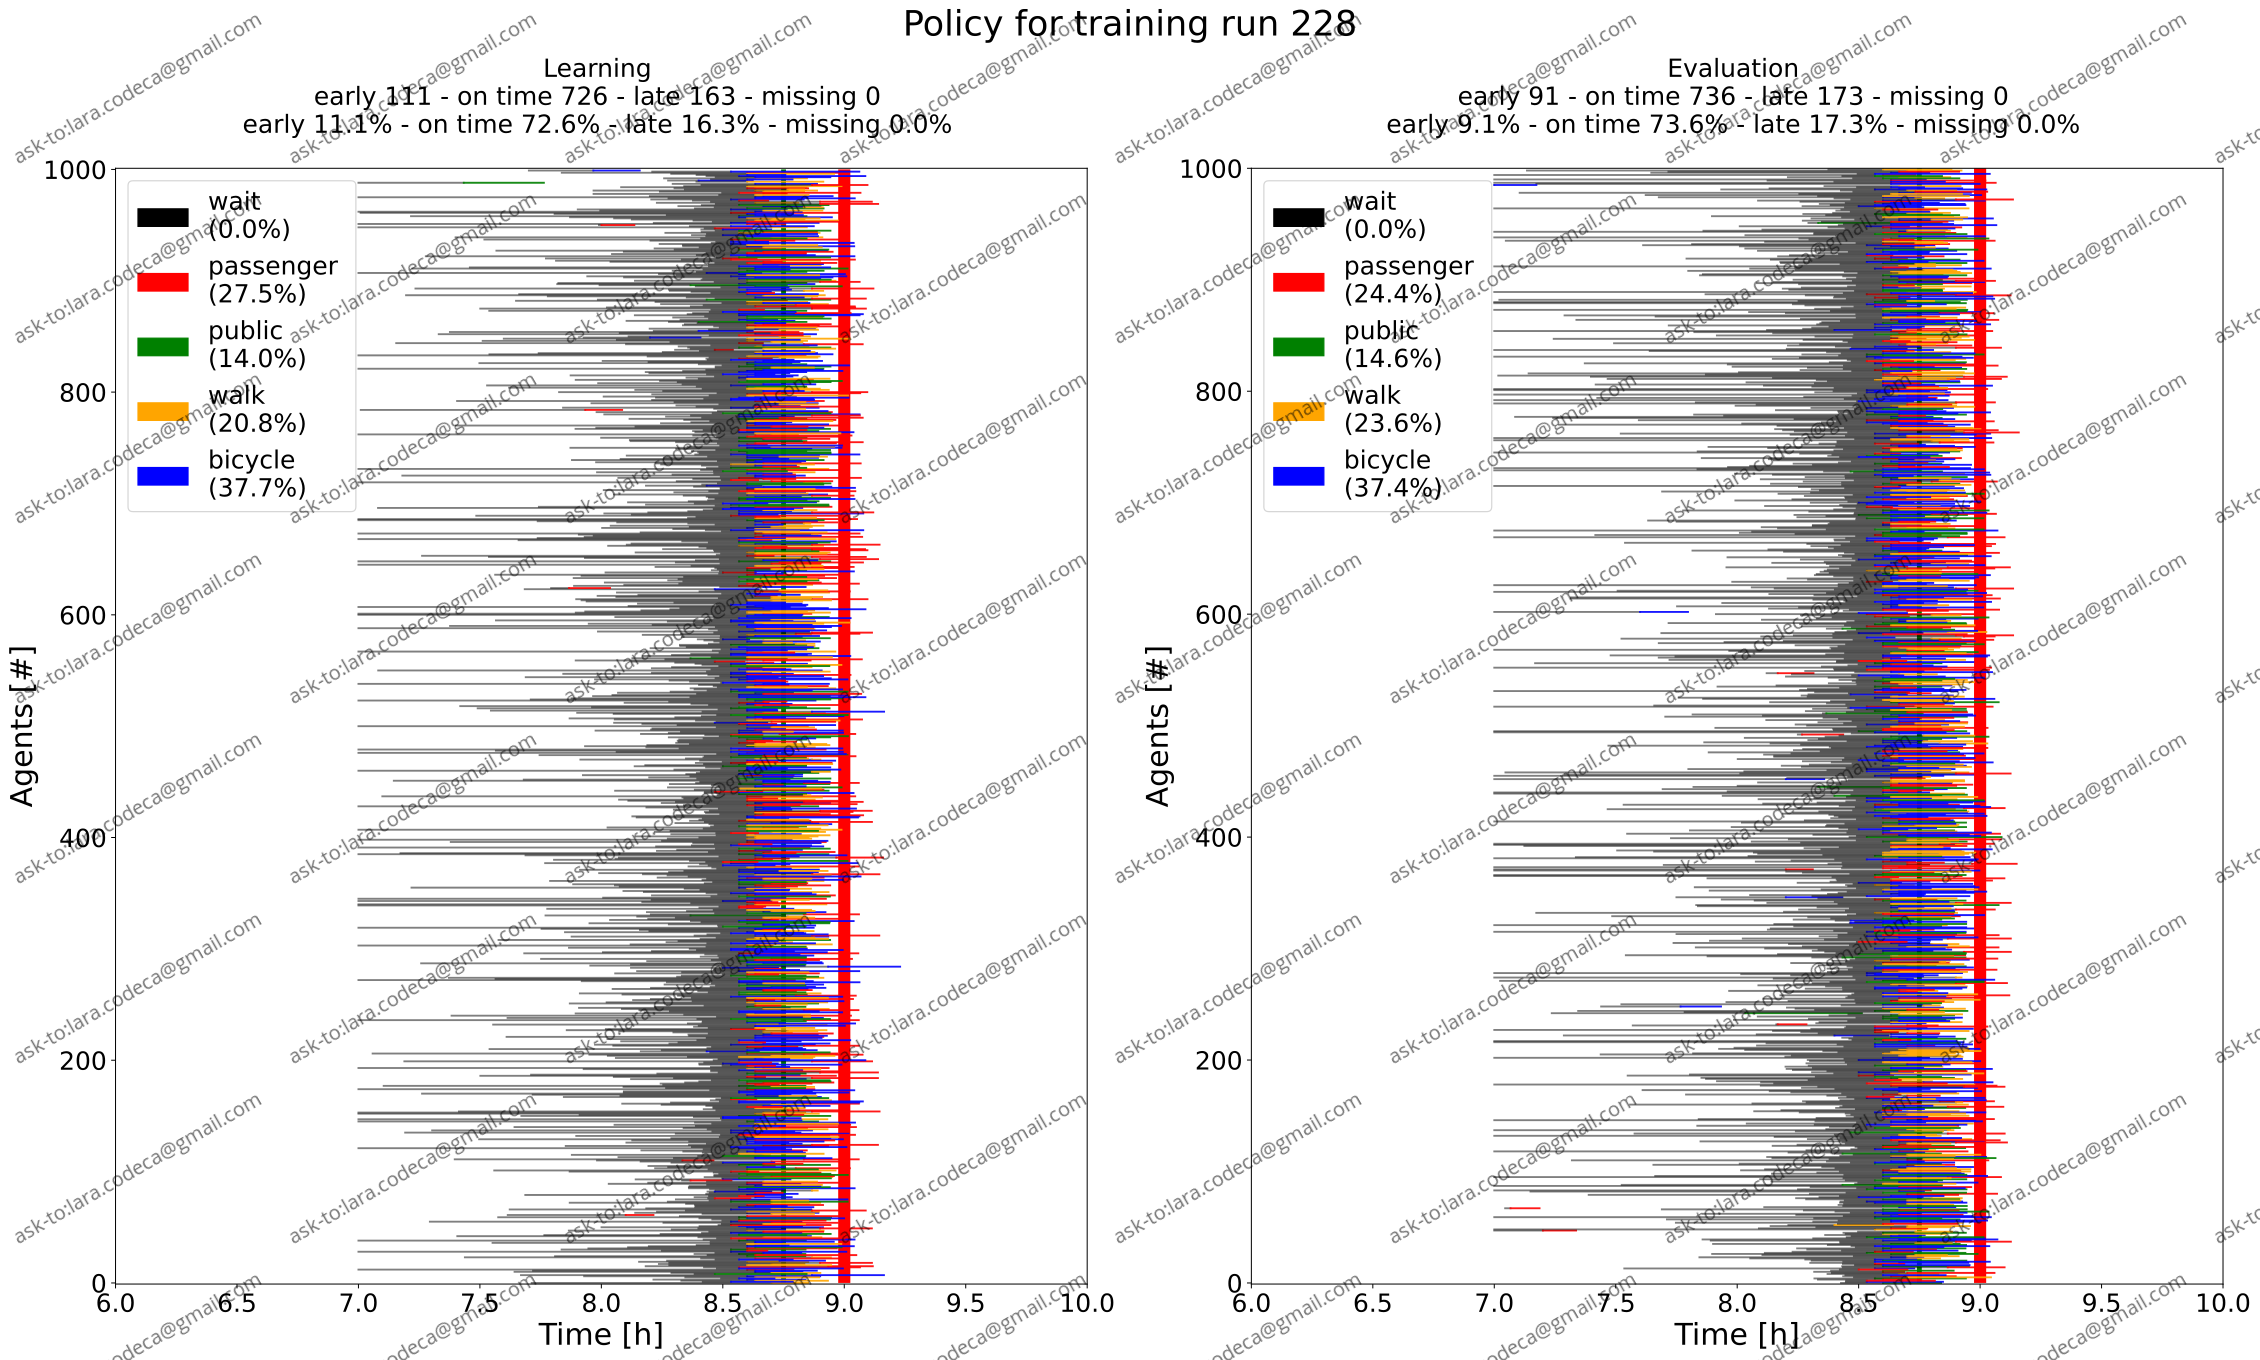 Policy for training run 228
Learning
early 111 - on time 726 - late 163 - missing 0
early 11.1% - on time 72.6% - late 16.3% - missing 0.0%
1000
800
600
400
200
0
Agents [#]
wait
(0.0%)
passenger
(27.5%)
public
(14.0%)
walk
(20.8%)
bicycle
(37.7%)
6.0 6.5 7.0 7.5 8.0 8.5 9.0 9.5 10.0
Time [h]
Evaluation
early 91 - on time 736 - late 173 - missing 0
early 9.1% - on time 73.6% - late 17.3% - missing 0.0%
1000
800
600
400
200
0
Agents [#]
wait
(0.0%)
passenger
(24.4%)
public
(14.6%)
walk
(23.6%)
bicycle
(37.4%)
6.0 6.5 7.0 7.5 8.0 8.5 9.0 9.5 10.0
Time [h]
ask-to:lara.codeca@gmail.com